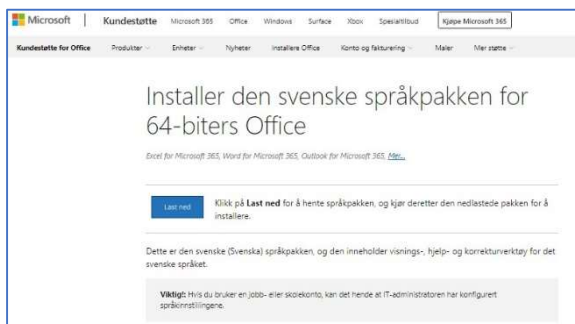 Microsoft Kundestøtte Microsoft 365 Office Windows Surface Xbox Spesialtilbud Kjøpe Microsoft 365
Kundestøtte for Office Produkter Enheter Nyheter Installere Office Konto og fakturering Maler Mer støtte
Installer den svenske språkpakken for
64-biters Office
Excel for Microsoft 365, Word for Microsoft 365, Outlook for Microsoft 365, Mer...
Last ned Klikk på Last ned for å hente språkpakken, og kjør deretter den nedlastede pakken for å
installere.
Dette er den svenske (Svenska) språkpakken, og den inneholder visnings-, hjelp- og korrekturverktøy for det
svenske språket.
Viktig!: Hvis du bruker en jobb- eller skolekonto, kan det hende at IT-administratoren har konfigurert
språkinnstillingene.